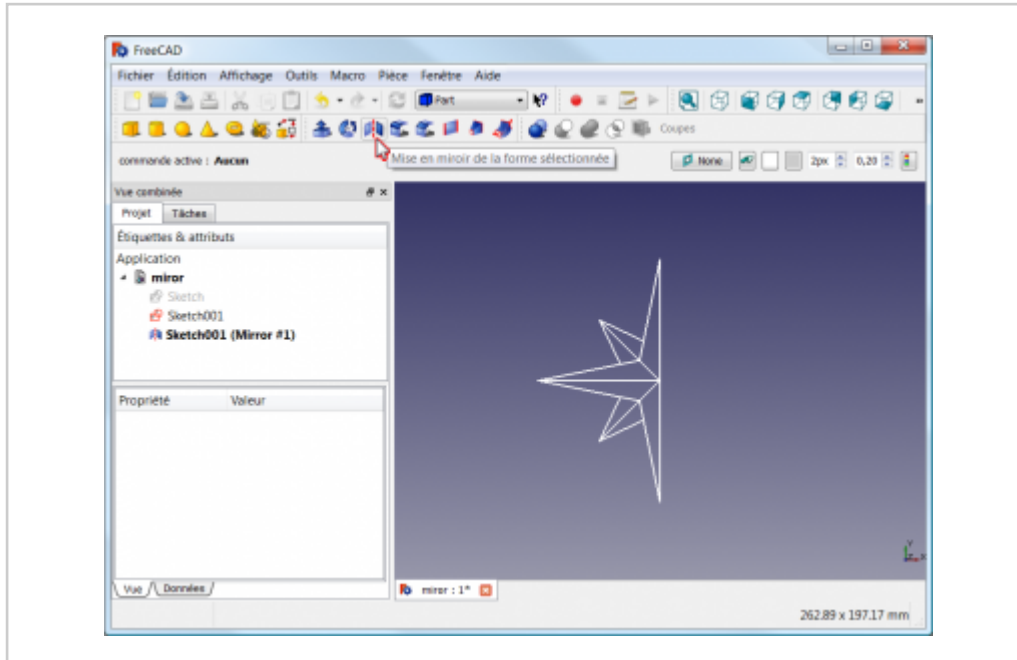 FreeCAD
Fichier Édition Affichage Outils Macro Pièce Fenêtre Aide
Part
Coupes
commande active : Aucun
Mise en miroir de la forme sélectionnée
None
2px
0,20
Vue combinée
Projet Tâches
Étiquettes & attributs
Application
miror
Sketch
Sketch001
Sketch001 (Mirror #1)
Propriété Valeur
Y
X
Vue Données
miror : 1*
262.89 x 197.17 mm